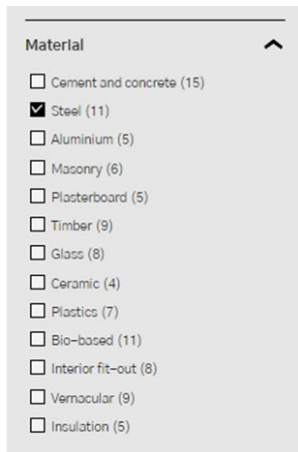 Material
Cement and concrete (15)
Steel (11)
Aluminium (5)
Masonry (6)
Plasterboard (5)
Timber (9)
Glass (8)
Ceramic (4)
Plastics (7)
Bio-based (11)
Interior fit-out (8)
Vernacular (9)
Insulation (5)